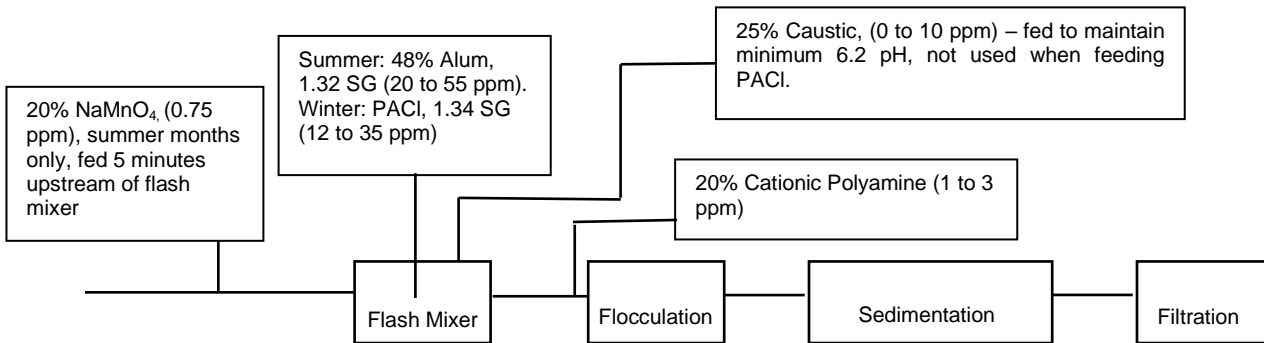 20% NaMnO₄, (0.75
ppm), summer months
only, fed 5 minutes
upstream of flash
mixer
Summer: 48% Alum,
1.32 SG (20 to 55 ppm).
Winter: PACl, 1.34 SG
(12 to 35 ppm)
25% Caustic, (0 to 10 ppm) – fed to maintain
minimum 6.2 pH, not used when feeding
PACl.
20% Cationic Polyamine (1 to 3
ppm)
Flash Mixer
Flocculation
Sedimentation
Filtration